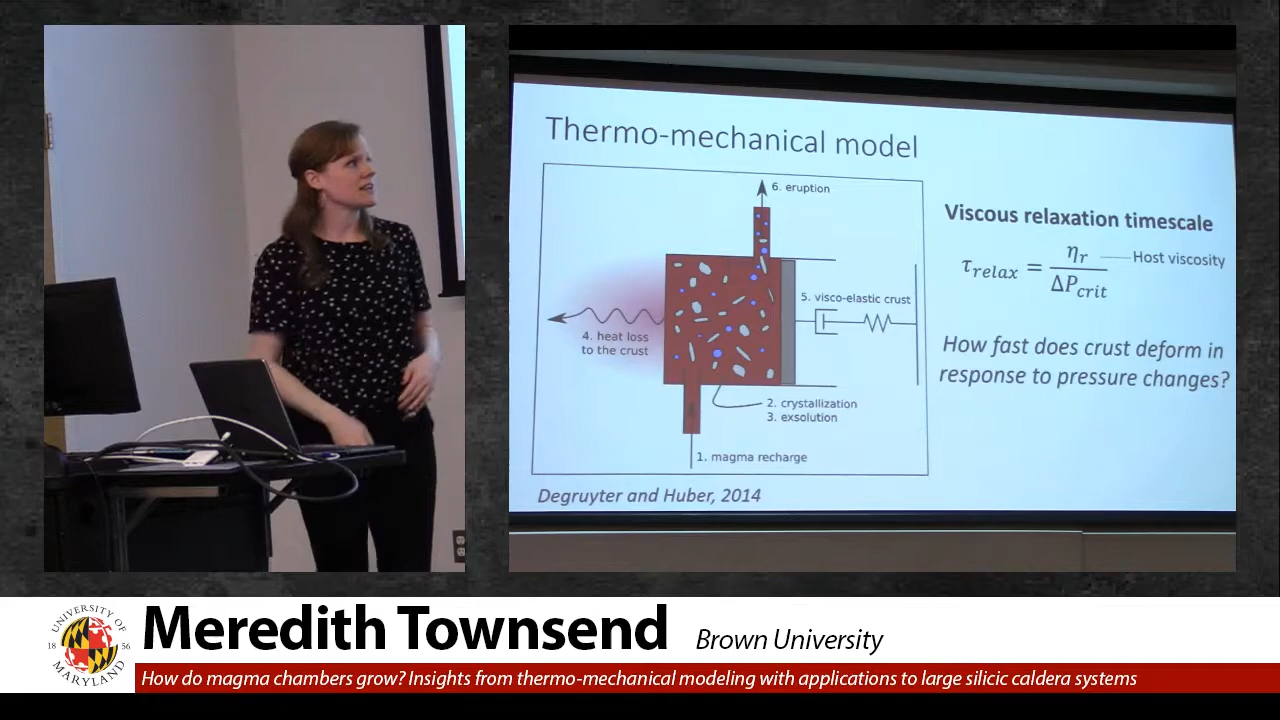 Thermo-mechanical model
6. eruption
5. visco-elastic crust
4. heat loss
to the crust
2. crystallization
3. exsolution
1. magma recharge
Degruyter and Huber, 2014
Viscous relaxation timescale
τ_relax = η_r / ΔP_crit
Host viscosity
How fast does crust deform in
response to pressure changes?
UNIVERSITY OF
18 56
MARYLAND
Meredith Townsend Brown University
How do magma chambers grow? Insights from thermo-mechanical modeling with applications to large silicic caldera systems